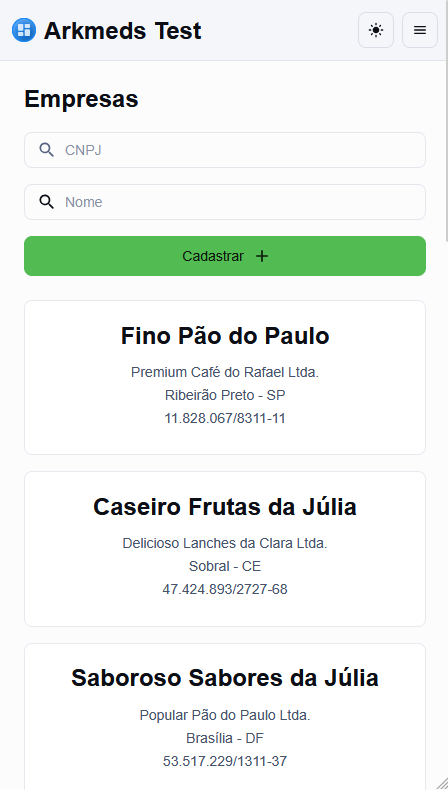 Arkmeds Test
Empresas
CNPJ
Nome
Cadastrar
Fino Pão do Paulo
Premium Café do Rafael Ltda.
Ribeirão Preto - SP
11.828.067/8311-11
Caseiro Frutas da Júlia
Delicioso Lanches da Clara Ltda.
Sobral - CE
47.424.893/2727-68
Saboroso Sabores da Júlia
Popular Pão do Paulo Ltda.
Brasília - DF
53.517.229/1311-37